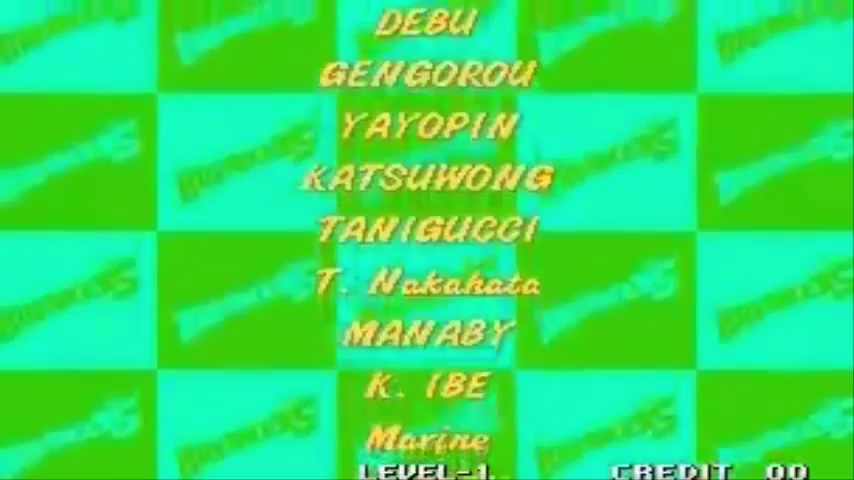 DEBU
GENGOROU
YAYOPIN
KATSUWONG
TANIGUCCI
T. Nakahata
MANABY
K. IBE
Marine
LEVEL-1
CREDIT 00